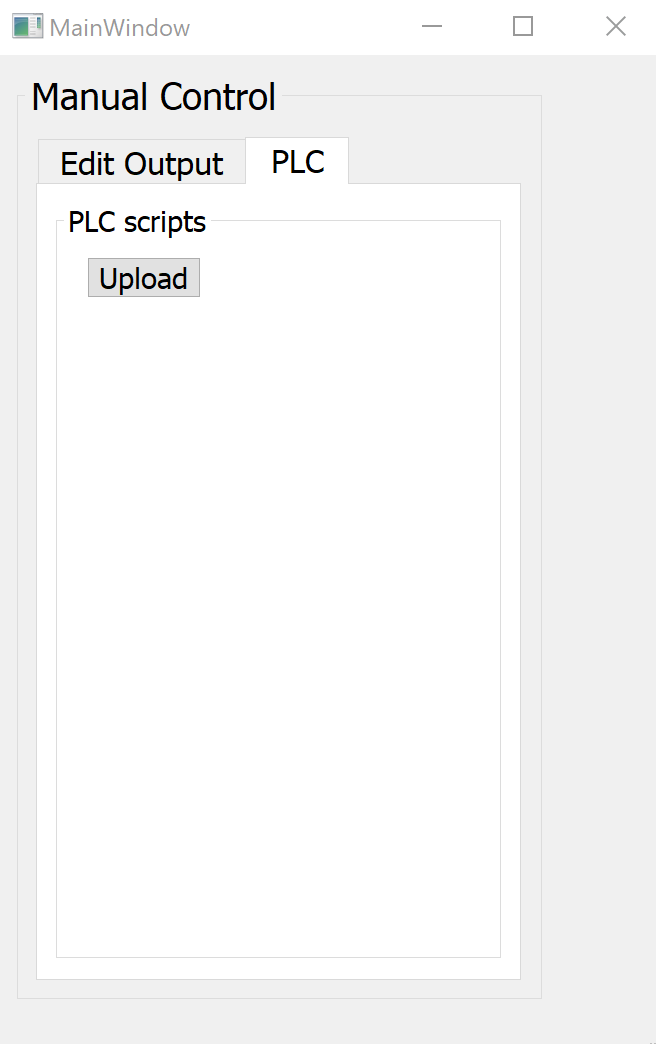 MainWindow
Manual Control
Edit Output PLC
PLC scripts
Upload